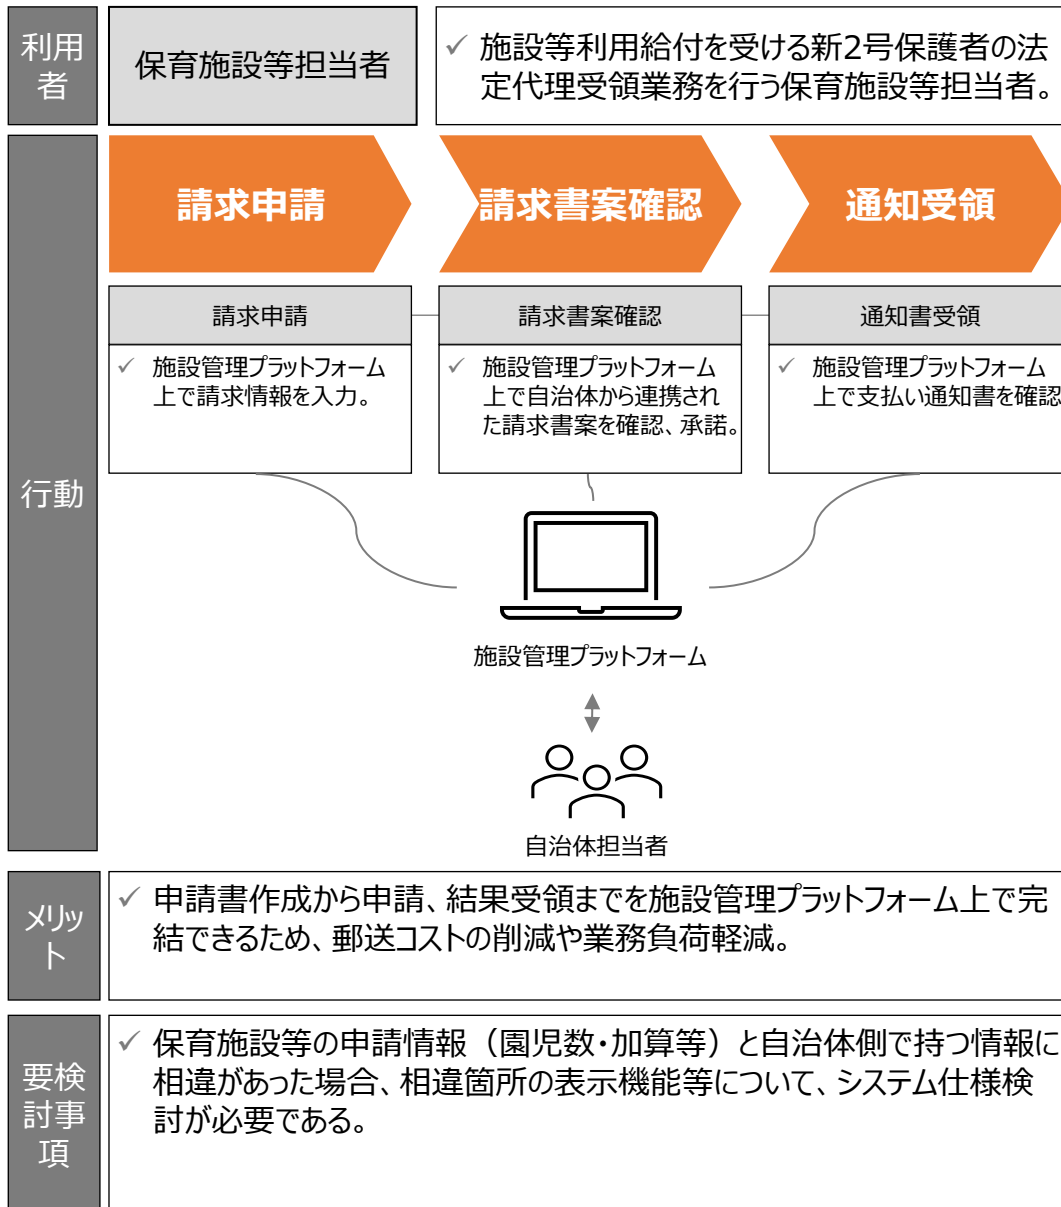 利用
者
保育施設等担当者
✓ 施設等利用給付を受ける新2号保護者の法
定代理受領業務を行う保育施設等担当者。
行動
請求申請
請求書案確認
通知受領
請求申請
✓ 施設管理プラットフォーム
上で請求情報を入力。
請求書案確認
✓ 施設管理プラットフォーム
上で自治体から連携され
た請求書案を確認、承諾。
通知書受領
✓ 施設管理プラットフォーム
上で支払い通知書を確認
施設管理プラットフォーム
自治体担当者
メリッ
ト
✓ 申請書作成から申請、結果受領までを施設管理プラットフォーム上で完
結できるため、郵送コストの削減や業務負荷軽減。
要検
討事
項
✓ 保育施設等の申請情報（園児数・加算等）と自治体側で持つ情報に
相違があった場合、相違箇所の表示機能等について、システム仕様検
討が必要である。